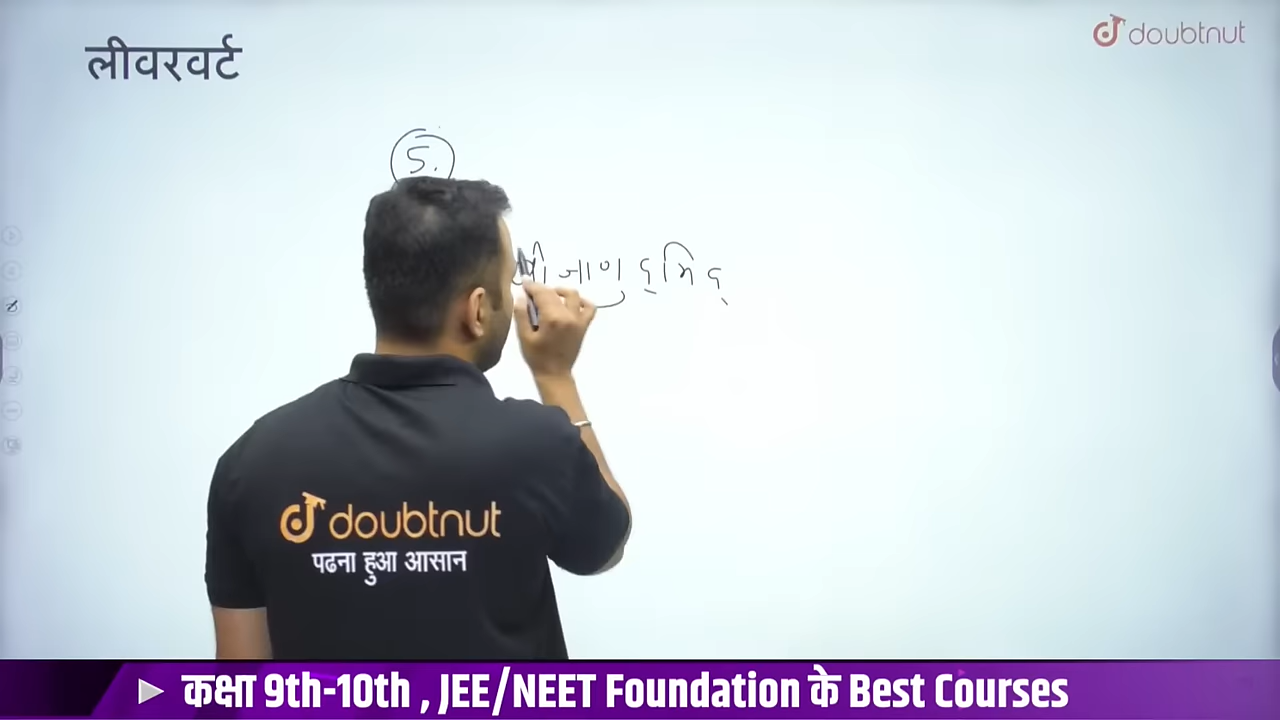 लीवरवर्ट
doubtnut
5.
बीजाणुद्भिद्
doubtnut
पढना हुआ आसान
कक्षा 9th-10th , JEE/NEET Foundation के Best Courses